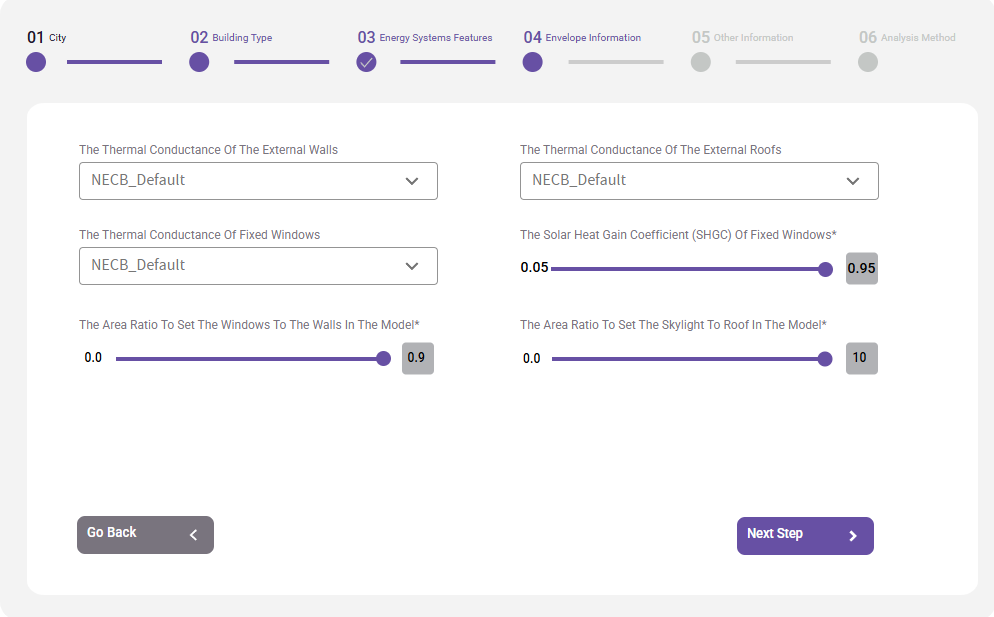 01 City
02 Building Type
03 Energy Systems Features
04 Envelope Information
05 Other Information
06 Analysis Method
The Thermal Conductance Of The External Walls
NECB_Default
The Thermal Conductance Of The External Roofs
NECB_Default
The Thermal Conductance Of Fixed Windows
NECB_Default
The Solar Heat Gain Coefficient (SHGC) Of Fixed Windows*
0.05
0.95
The Area Ratio To Set The Windows To The Walls In The Model*
0.0
0.9
The Area Ratio To Set The Skylight To Roof In The Model*
0.0
10
Go Back
Next Step